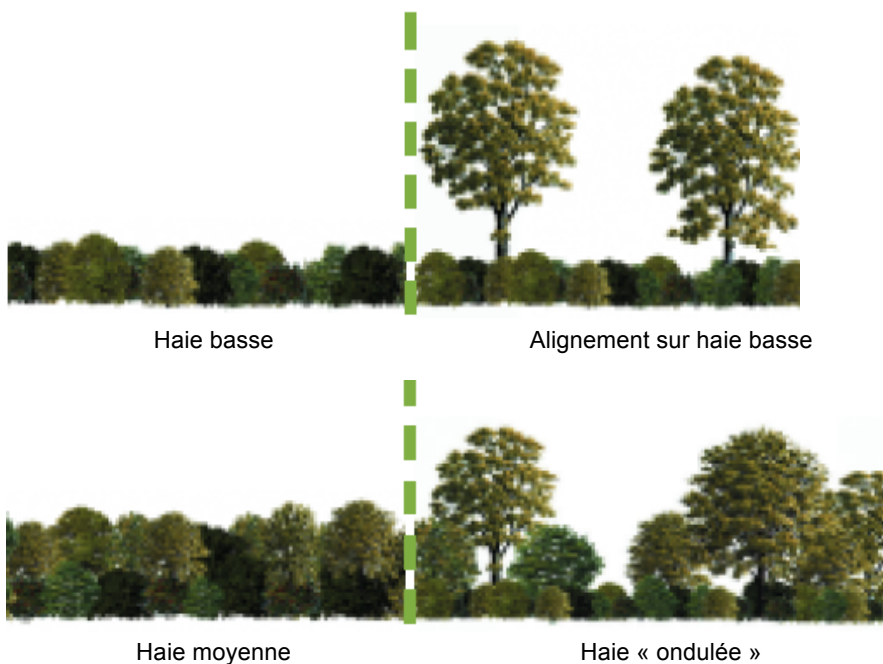 Haie basse
Alignement sur haie basse
Haie moyenne
Haie « ondulée »